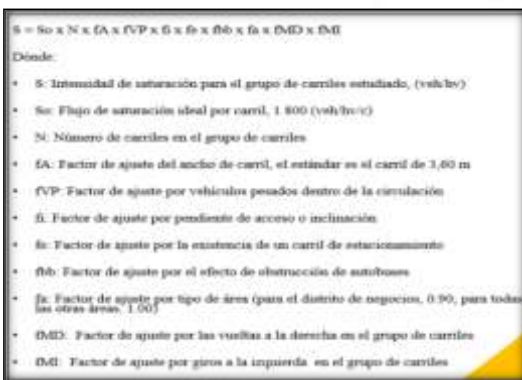 S = So x N x fA x fVP x fi x fe x fbb x fa x fMD x fMI
Dónde:
• S: Intensidad de saturación para el grupo de carriles estudiado, (veh/hv)
• So: Flujo de saturación ideal por carril, 1 800 (veh/hv/c)
• N: Número de carriles en el grupo de carriles
• fA: Factor de ajuste del ancho de carril, el estándar es el carril de 3,60 m
• fVP: Factor de ajuste por vehículos pesados dentro de la circulación
• fi: Factor de ajuste por pendiente de acceso o inclinación
• fe: Factor de ajuste por la existencia de un carril de estacionamiento
• fbb: Factor de ajuste por el efecto de obstrucción de autobuses
• fa: Factor de ajuste por tipo de área (para el distrito de negocios, 0.90, para todas
las otras áreas, 1.00)
• fMD: Factor de ajuste por las vueltas a la derecha en el grupo de carriles
• fMI: Factor de ajuste por giros a la izquierda en el grupo de carriles